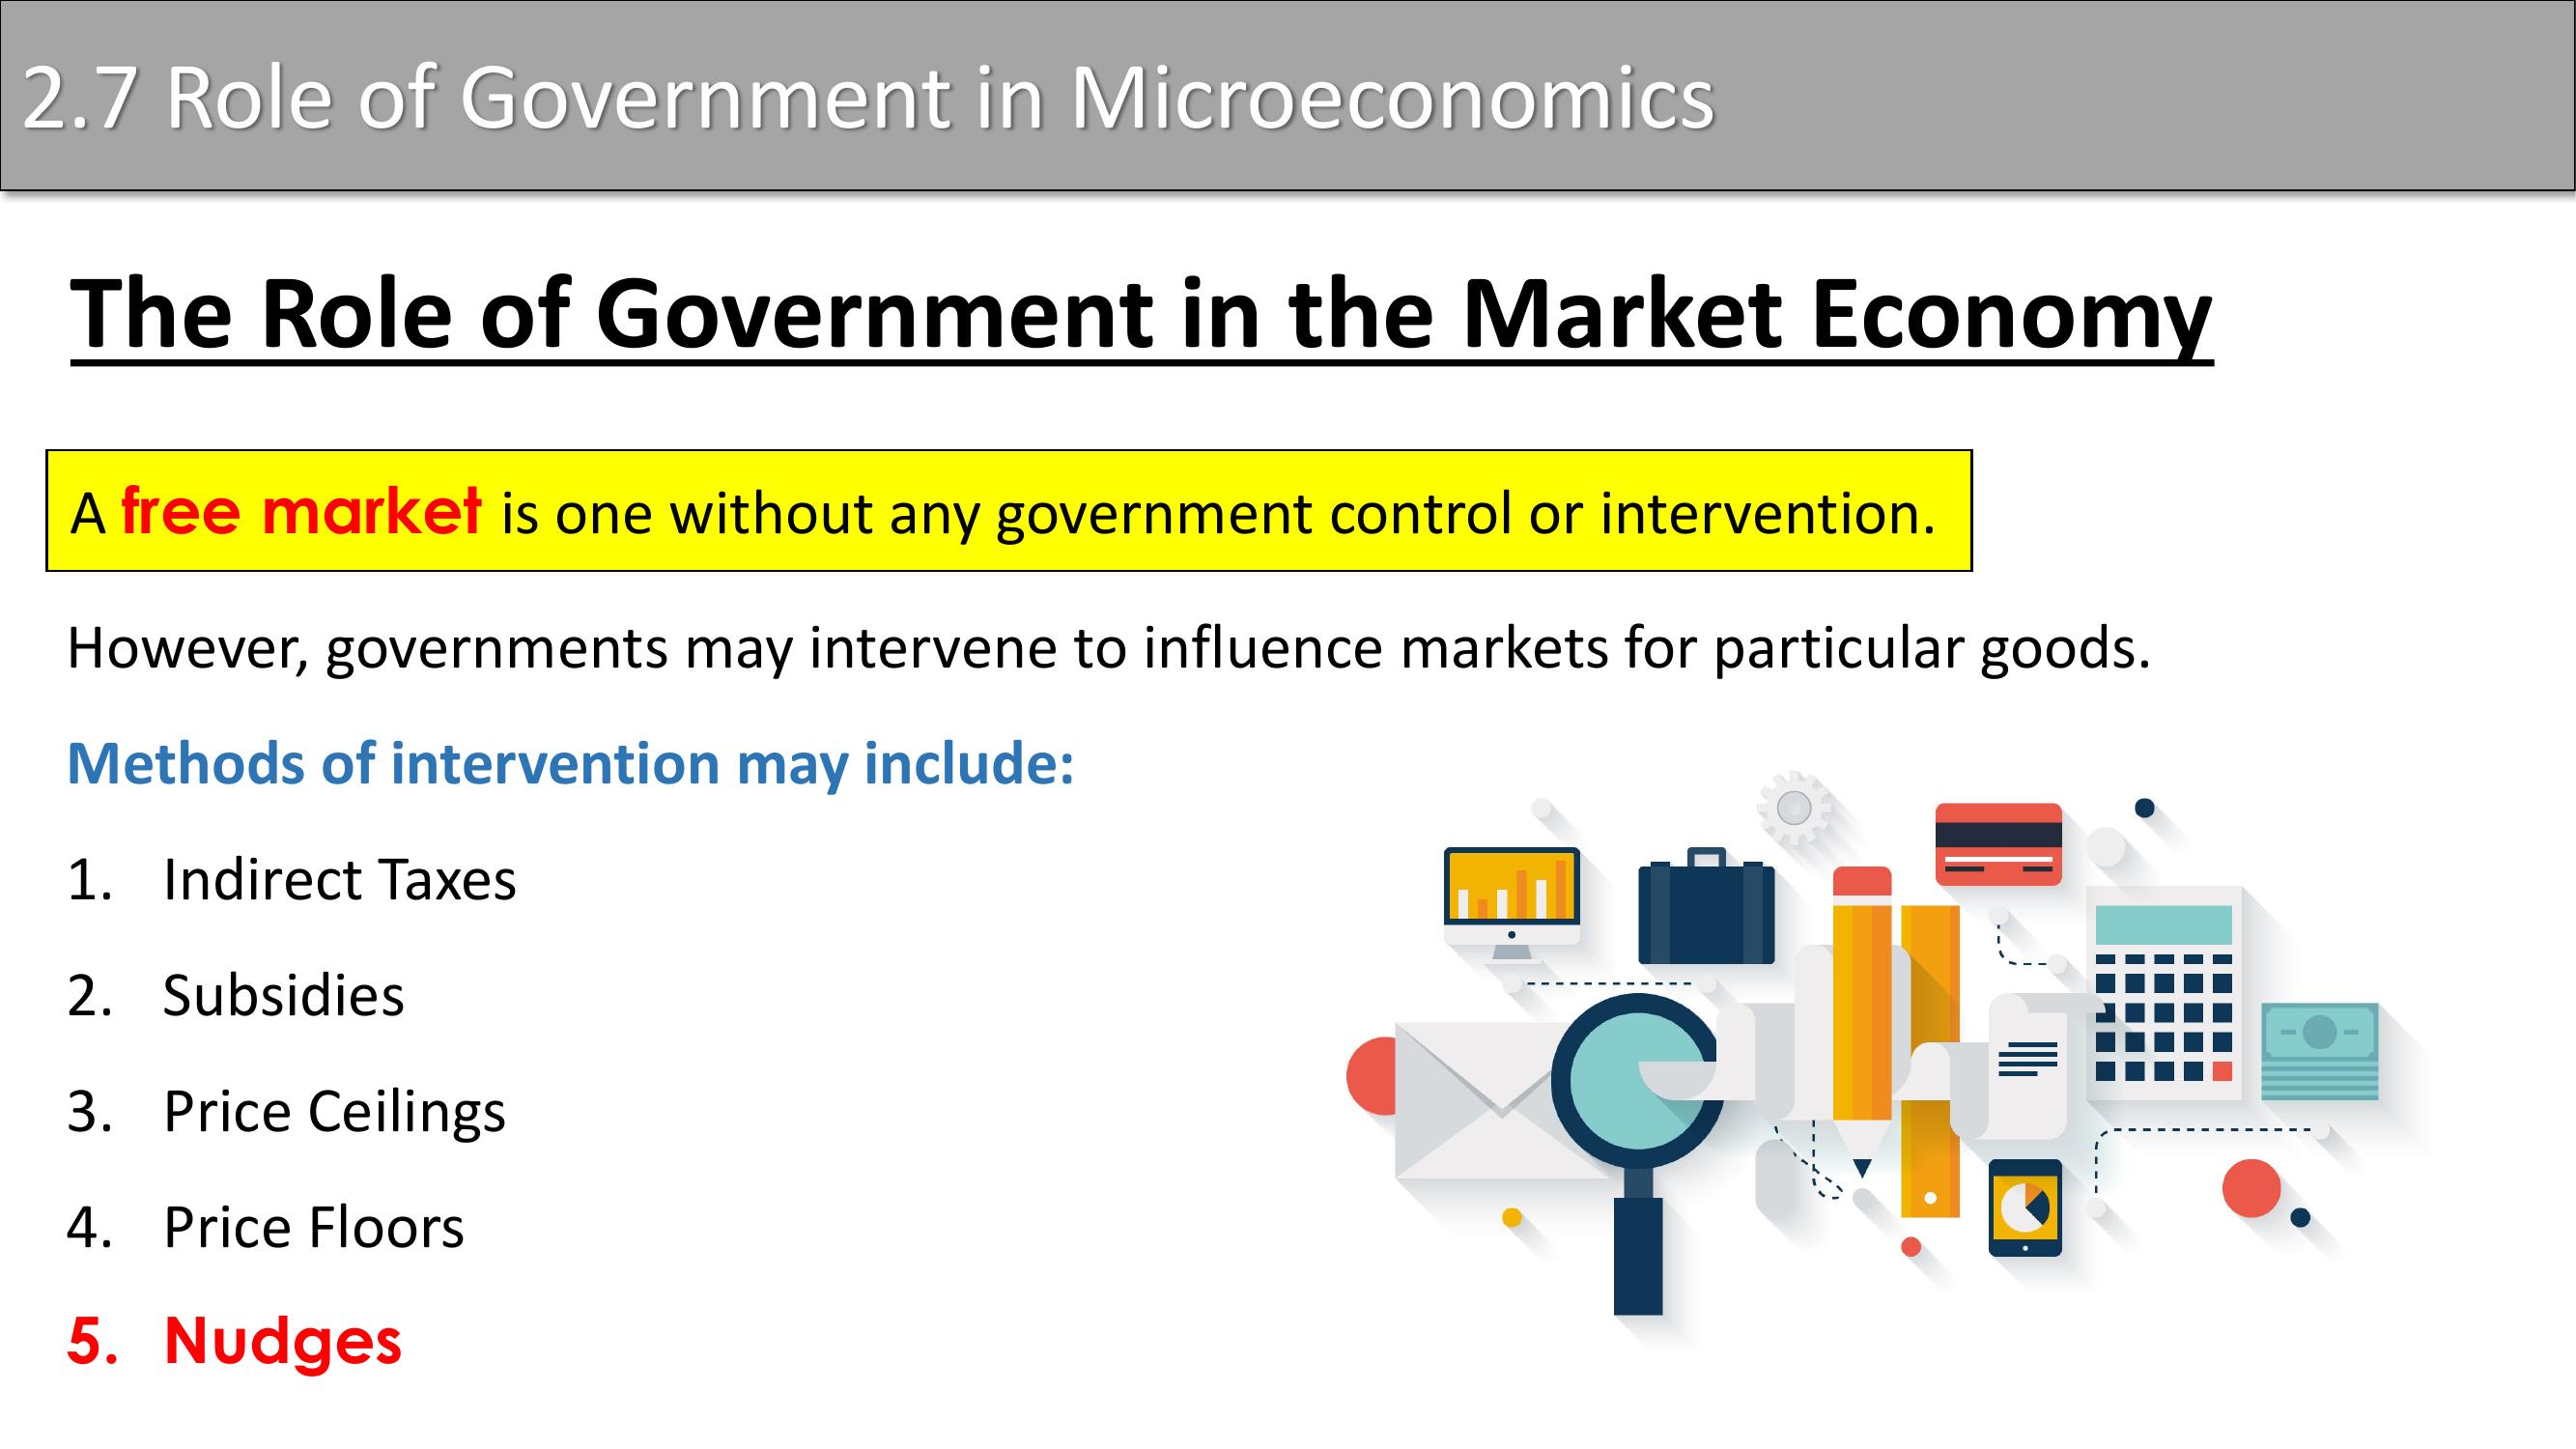 2.7 Role of Government in Microeconomics
The Role of Government in the Market Economy
A free market is one without any government control or intervention.
However, governments may intervene to influence markets for particular goods.
Methods of intervention may include:
1. Indirect Taxes
2. Subsidies
3. Price Ceilings
4. Price Floors
5. Nudges